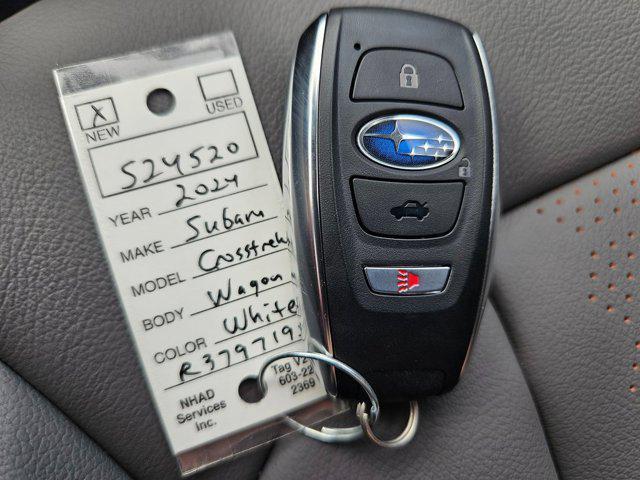 X
NEW USED
S24520
YEAR 2024
MAKE Subaru
MODEL Crosstrek
BODY Wagon
COLOR White
R379719
NHAD
Services
Inc.
Tag
603-22
2369